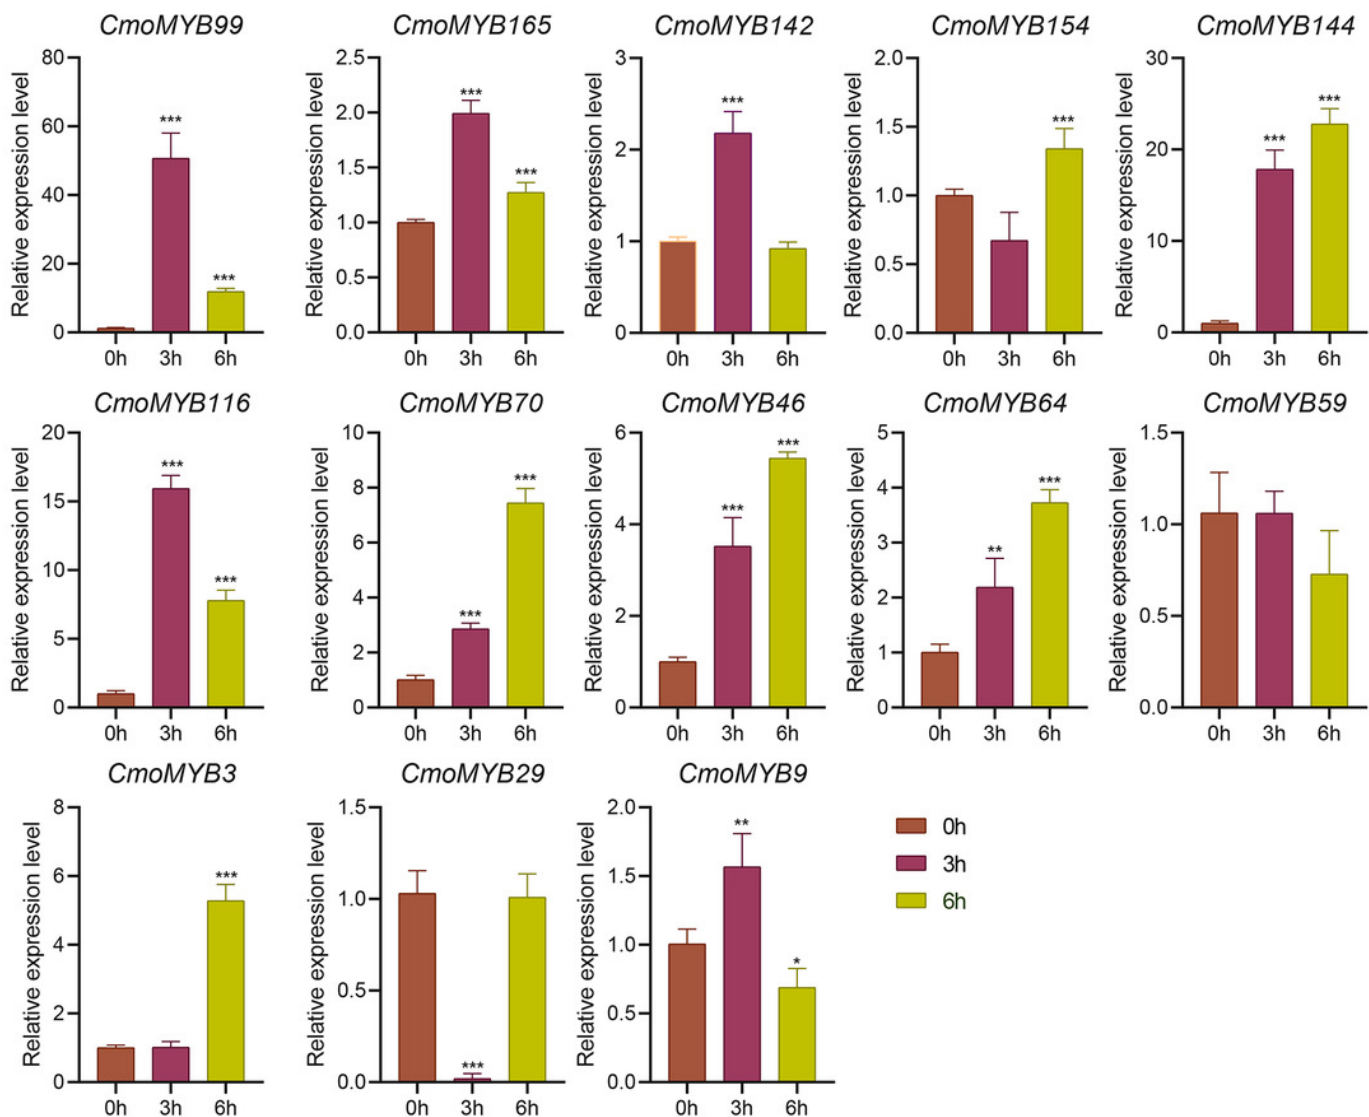 CmoMYB99 CmoMYB165 CmoMYB142 CmoMYB154 CmoMYB144
Relative expression level
80
60
40
20
0
***
***
0h 3h 6h
Relative expression level
2.5
2.0
1.5
1.0
0.5
0.0
***
***
0h 3h 6h
Relative expression level
3
2
1
0
***
0h 3h 6h
Relative expression level
2.0
1.5
1.0
0.5
0.0
***
0h 3h 6h
Relative expression level
30
20
10
0
***
***
0h 3h 6h
CmoMYB116 CmoMYB70 CmoMYB46 CmoMYB64 CmoMYB59
Relative expression level
20
15
10
5
0
***
***
0h 3h 6h
Relative expression level
10
8
6
4
2
0
***
***
0h 3h 6h
Relative expression level
6
4
2
0
***
***
0h 3h 6h
Relative expression level
5
4
3
2
1
0
**
***
0h 3h 6h
Relative expression level
1.5
1.0
0.5
0.0
0h 3h 6h
CmoMYB3 CmoMYB29 CmoMYB9
Relative expression level
8
6
4
2
0
***
0h 3h 6h
Relative expression level
1.5
1.0
0.5
0.0
***
0h 3h 6h
Relative expression level
2.0
1.5
1.0
0.5
0.0
**
*
0h 3h 6h
0h
3h
6h